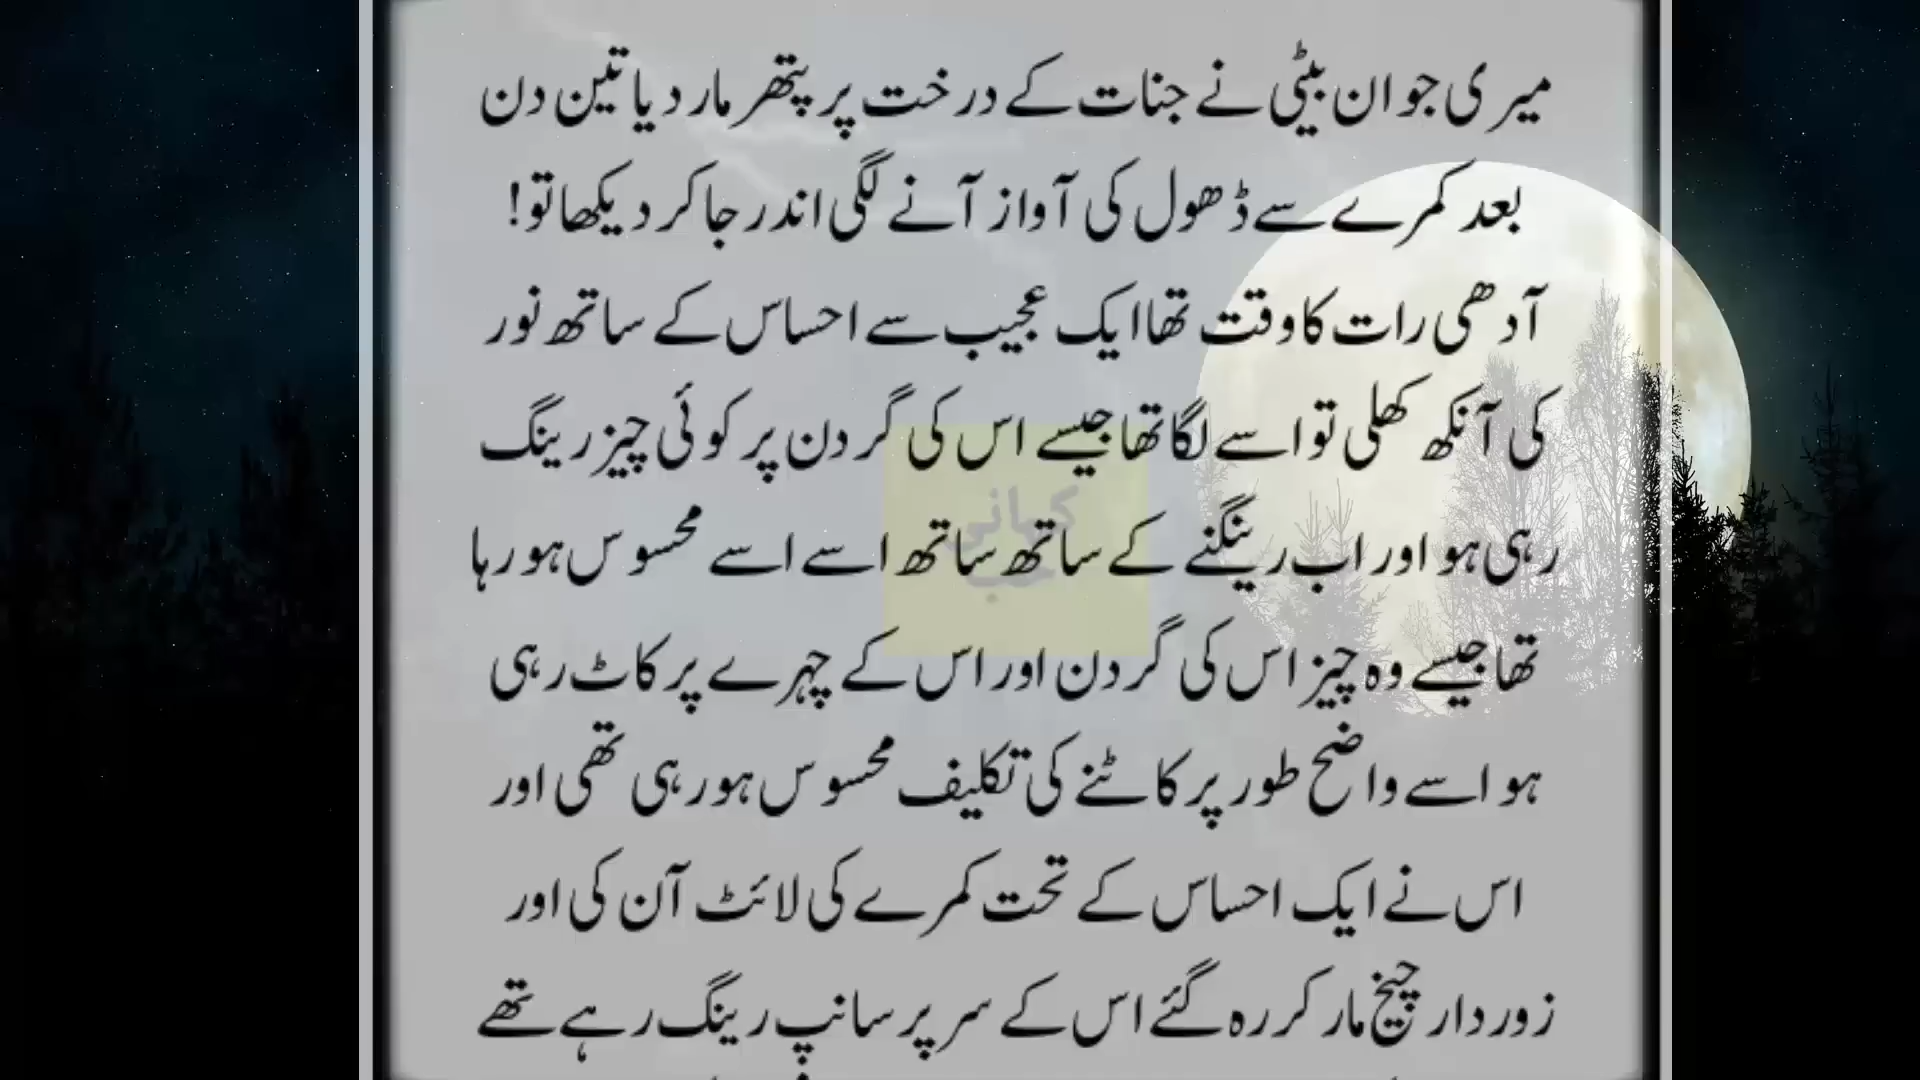 میری جوان بیٹی نے جنات کے درخت پر پتھر مار دیا تین دن
بعد کمرے سے ڈھول کی آواز آنے لگی اندر جا کر دیکھا تو!
آدھی رات کا وقت تھا ایک عجیب سے احساس کے ساتھ نور
کی آنکھ کھلی تو اسے لگا تھا جیسے اس کی گردن پر کوئی چیز رینگ
رہی ہو اور اب رینگنے کے ساتھ ساتھ اسے اسے محسوس ہو رہا
تھا جیسے وہ چیز اس کی گردن اور اس کے چہرے پر کاٹ رہی
ہو اسے واضح طور پر کاٹنے کی تکلیف محسوس ہو رہی تھی اور
اس نے ایک احساس کے تحت کمرے کی لائٹ آن کی اور
زوردار چیخ مار کر رہ گئے اس کے سر پر سانپ رینگ رہے تھے
کہانی